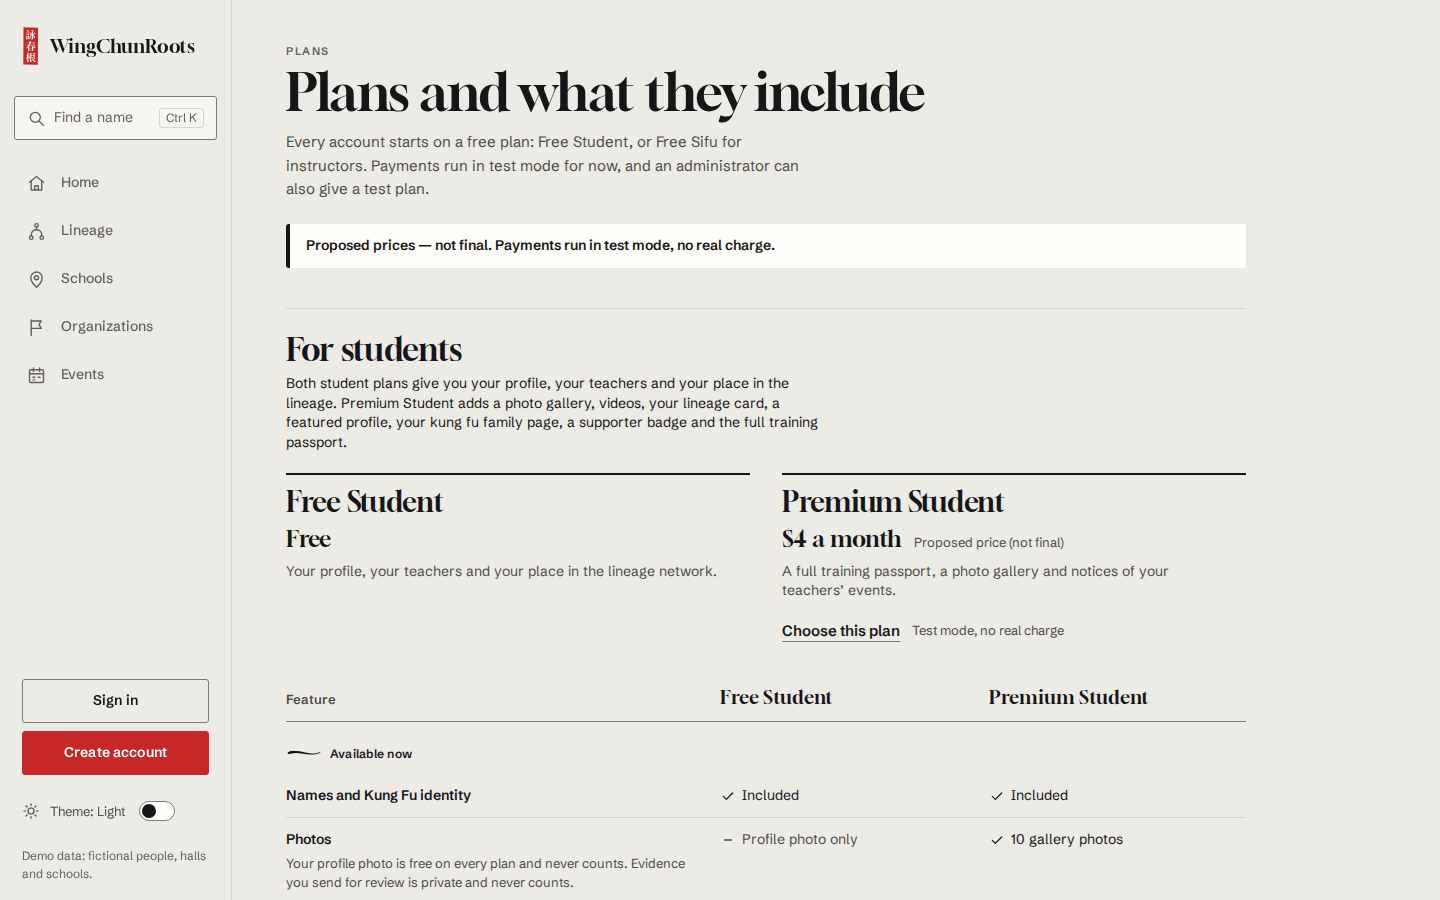 詠春根
WingChunRoots
Find a name
Ctrl K
Home
Lineage
Schools
Organizations
Events
Sign in
Create account
Theme: Light
Demo data: fictional people, halls
and schools.
PLANS
Plans and what they include
Every account starts on a free plan: Free Student, or Free Sifu for
instructors. Payments run in test mode for now, and an administrator can
also give a test plan.
Proposed prices — not final. Payments run in test mode, no real charge.
For students
Both student plans give you your profile, your teachers and your place in the
lineage. Premium Student adds a photo gallery, videos, your lineage card, a
featured profile, your kung fu family page, a supporter badge and the full training
passport.
Free Student
Free
Your profile, your teachers and your place in the lineage network.
Premium Student
$4 a month Proposed price (not final)
A full training passport, a photo gallery and notices of your
teachers’ events.
Choose this plan Test mode, no real charge
Feature Free Student Premium Student
Available now
Names and Kung Fu identity Included Included
Photos – Profile photo only 10 gallery photos
Your profile photo is free on every plan and never counts. Evidence
you send for review is private and never counts.